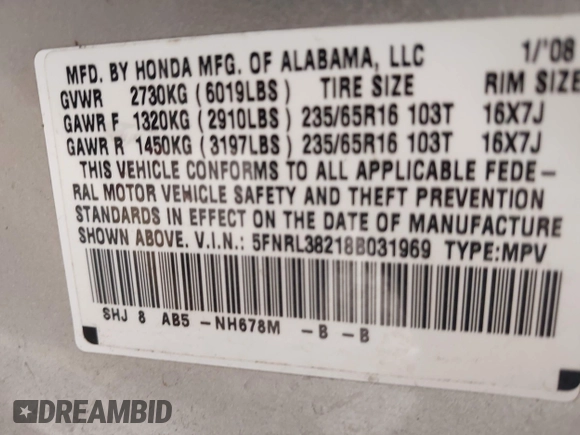 MFD. BY HONDA MFG. OF ALABAMA, LLC 1/'08
GVWR 2730KG (6019LBS) TIRE SIZE RIM SIZE
GAWR F 1320KG (2910LBS) 235/65R16 103T 16X7J
GAWR R 1450KG (3197LBS) 235/65R16 103T 16X7J
THIS VEHICLE CONFORMS TO ALL APPLICABLE FEDE-
RAL MOTOR VEHICLE SAFETY AND THEFT PREVENTION
STANDARDS IN EFFECT ON THE DATE OF MANUFACTURE
SHOWN ABOVE. V.I.N.: 5FNRL38218B031969 TYPE:MPV
SHJ 8 AB5 -NH678M -B -B
DREAMBID